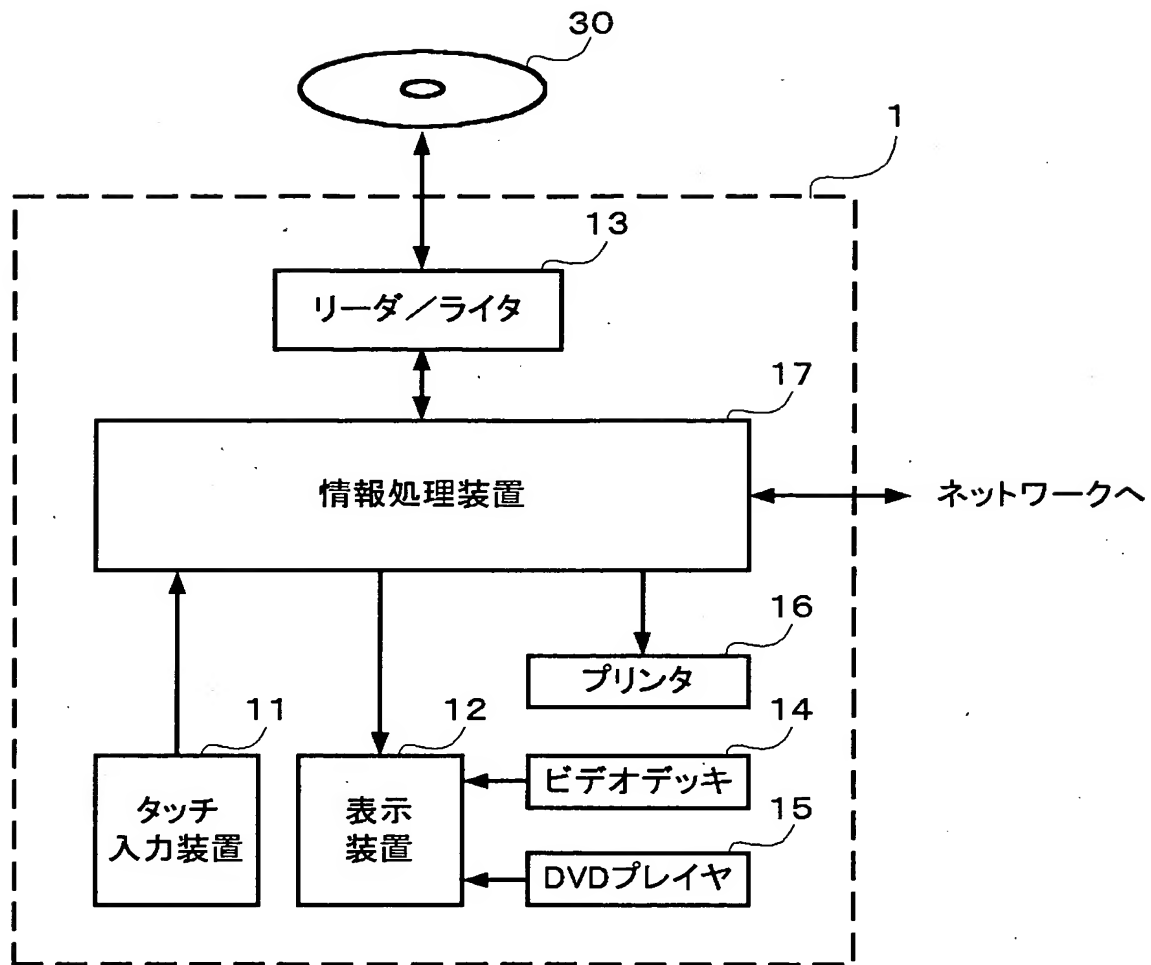 30
1
13
リーダ／ライタ
17
情報処理装置
ネットワークへ
16
プリンタ
11
12
14
タッチ
入力装置
表示
装置
ビデオデッキ
15
DVDプレイヤ